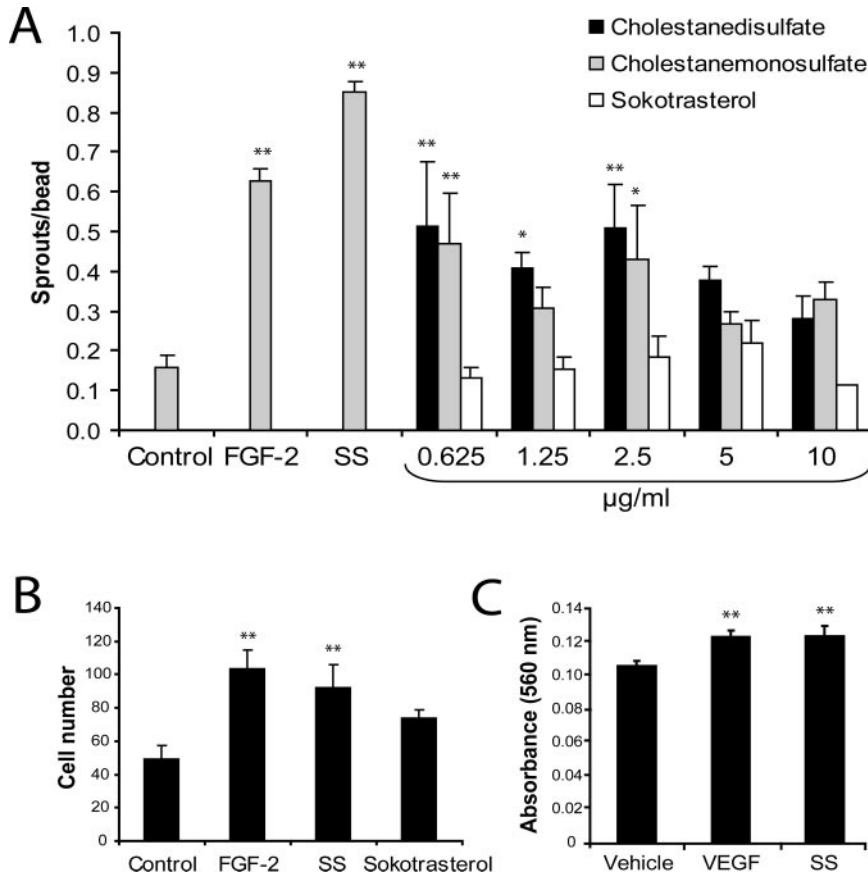 A
Sprouts/bead
1.0
0.9
0.8
0.7
0.6
0.5
0.4
0.3
0.2
0.1
0.0
Cholestanedisulfate
Cholestanemonosulfate
Sokotrasterol
** ** ** ** * ** *
Control FGF-2 SS 0.625 1.25 2.5 5 10
µg/ml
B
Cell number
140
120
100
80
60
40
20
0
** **
Control FGF-2 SS Sokotrasterol
C
Absorbance (560 nm)
0.14
0.12
0.10
0.08
0.06
0.04
0.02
0
** **
Vehicle VEGF SS